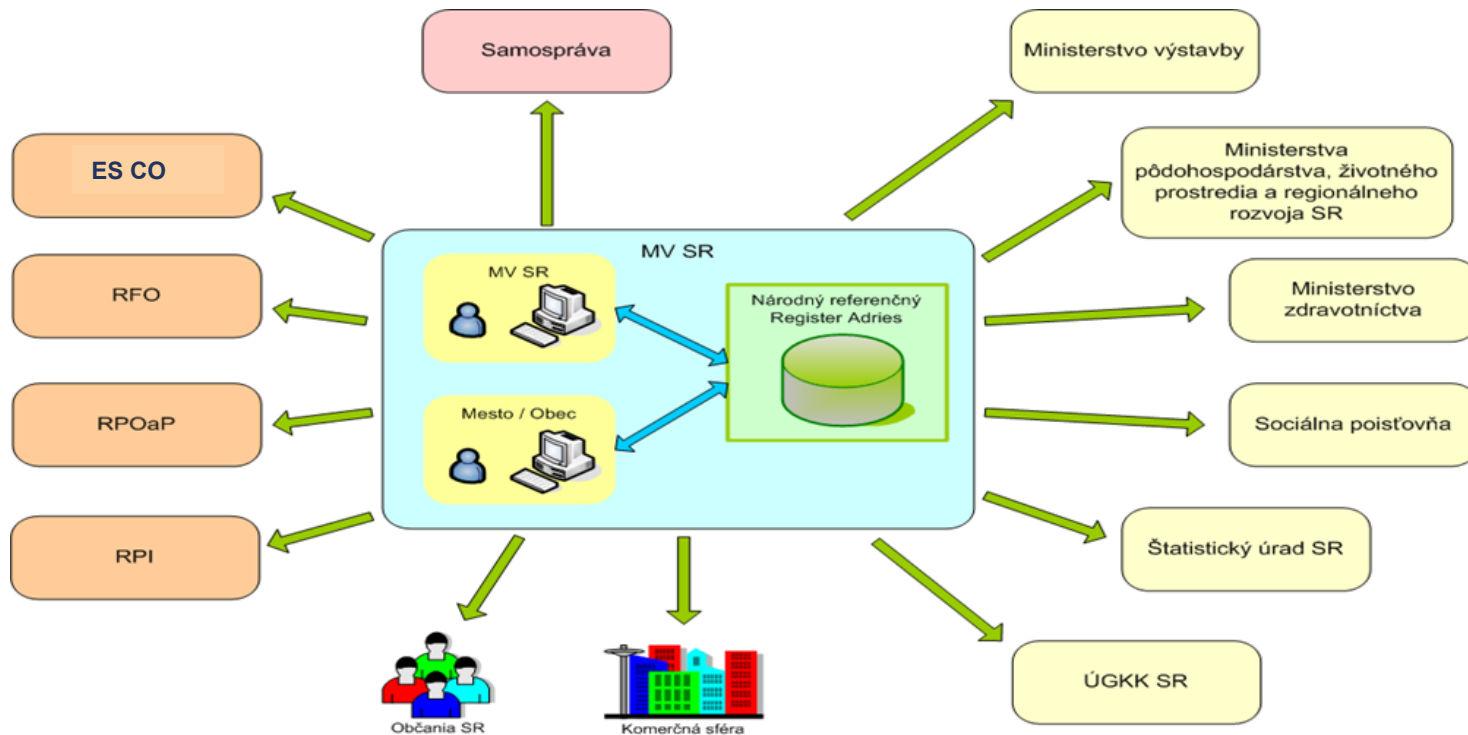 Samospráva
Ministerstvo výstavby
ES CO
Ministerstva
pôdohospodárstva, životného
prostredia a regionálneho
rozvoja SR
MV SR
MV SR
Národný referenčný
Register Adries
RFO
Ministerstvo
zdravotníctva
Mesto / Obec
RPOaP
Sociálna poisťovňa
RPI
Štatistický úrad SR
ÚGKK SR
Občania SR
Komerčná sféra